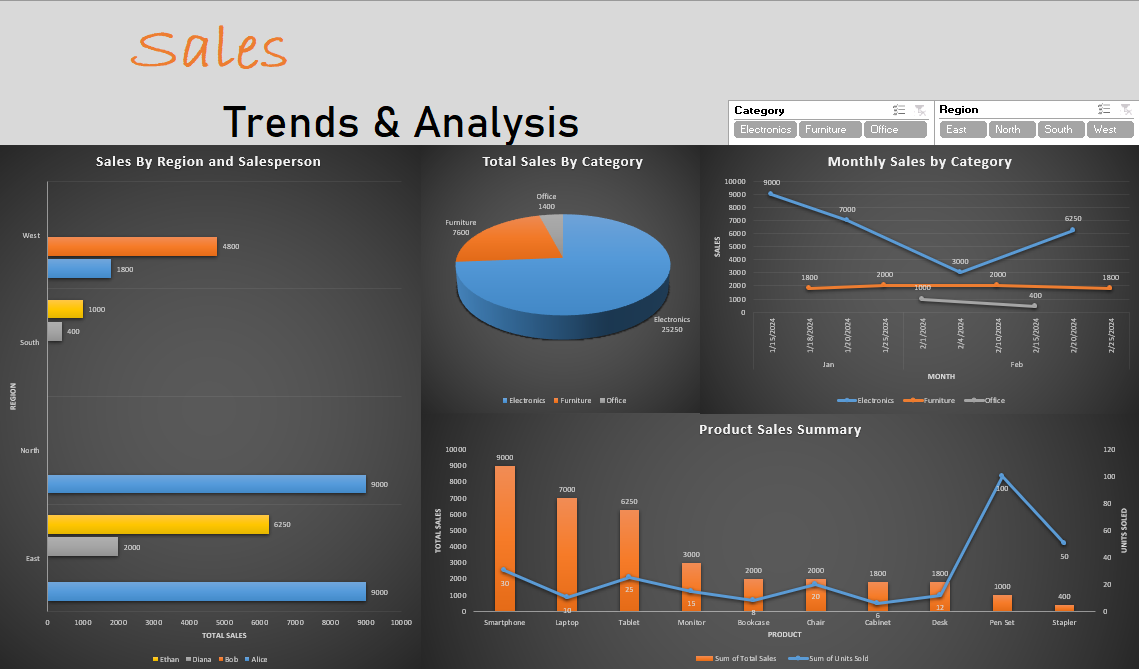 Sales
Trends & Analysis
Category
Electronics Furniture Office
Region
East North South West
Sales By Region and Salesperson
REGION
West
4800
1800
South
1000
400
North
9000
East
6250
2000
9000
0 1000 2000 3000 4000 5000 6000 7000 8000 9000 10000
TOTAL SALES
Ethan Diana Bob Alice
Total Sales By Category
Office
1400
Furniture
7600
Electronics
25250
Electronics Furniture Office
Monthly Sales by Category
SALES
10000
9000
8000
7000
6000
5000
4000
3000
2000
1000
0
9000
7000
3000
6250
1800
2000
2000
1800
1000
400
1/15/2024
1/18/2024
1/20/2024
1/25/2024
2/1/2024
2/4/2024
2/10/2024
2/15/2024
2/20/2024
2/25/2024
Jan Feb
MONTH
Electronics Furniture Office
Product Sales Summary
TOTAL SALES
10000
9000
8000
7000
6000
5000
4000
3000
2000
1000
0
9000 7000 6250 3000 2000 2000 1800 1800 1000 400
30 10 25 15 8 20 6 12 100 50
120
100
80
60
40
20
0
UNITS SOLED
Smartphone Laptop Tablet Monitor Bookcase Chair Cabinet Desk Pen Set Stapler
PRODUCT
Sum of Total Sales Sum of Units Sold